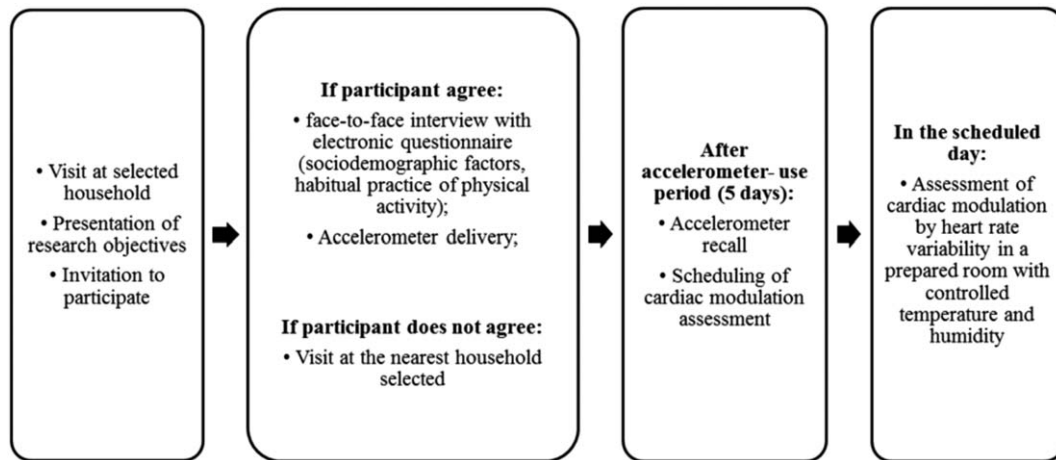 • Visit at selected
household
• Presentation of
research objectives
• Invitation to
participate
If participant agree:
• face-to-face interview with
electronic questionnaire
(sociodemographic factors,
habitual practice of physical
activity);
• Accelerometer delivery;
If participant does not agree:
• Visit at the nearest household
selected
After
accelerometer- use
period (5 days):
• Accelerometer
recall
• Scheduling of
cardiac modulation
assessment
In the scheduled
day:
• Assessment of
cardiac modulation
by heart rate
variability in a
prepared room with
controlled
temperature and
humidity